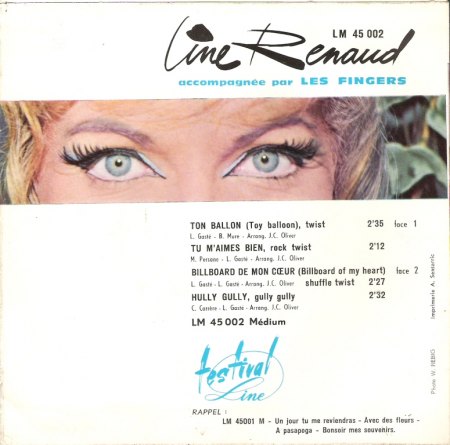 LM 45 002
Line Renaud
accompagnée par LES FINGERS
TON BALLON (Toy balloon), twist 2'35 face 1
L. Gasté - B. Mure - Arrang. J.C. Oliver
TU M'AIMES BIEN, rock twist 2'12
M. Persane - L. Gasté - Arrang. J.C. Oliver
BILLBOARD DE MON CŒUR (Billboard of my heart) face 2
L. Gasté - L. Gasté - Arrang. J.C. Oliver shuffle twist 2'27
HULLY GULLY, gully gully 2'32
C. Carrère - L. Gasté - Arrang. J.C. Oliver
LM 45 002 Médium
festival
Line
RAPPEL :
LM 45001 M - Un jour tu me reviendras - Avec des fleurs -
A pasapoga - Bonsoir mes souvenirs.
Imprimerie A.
Photo W.